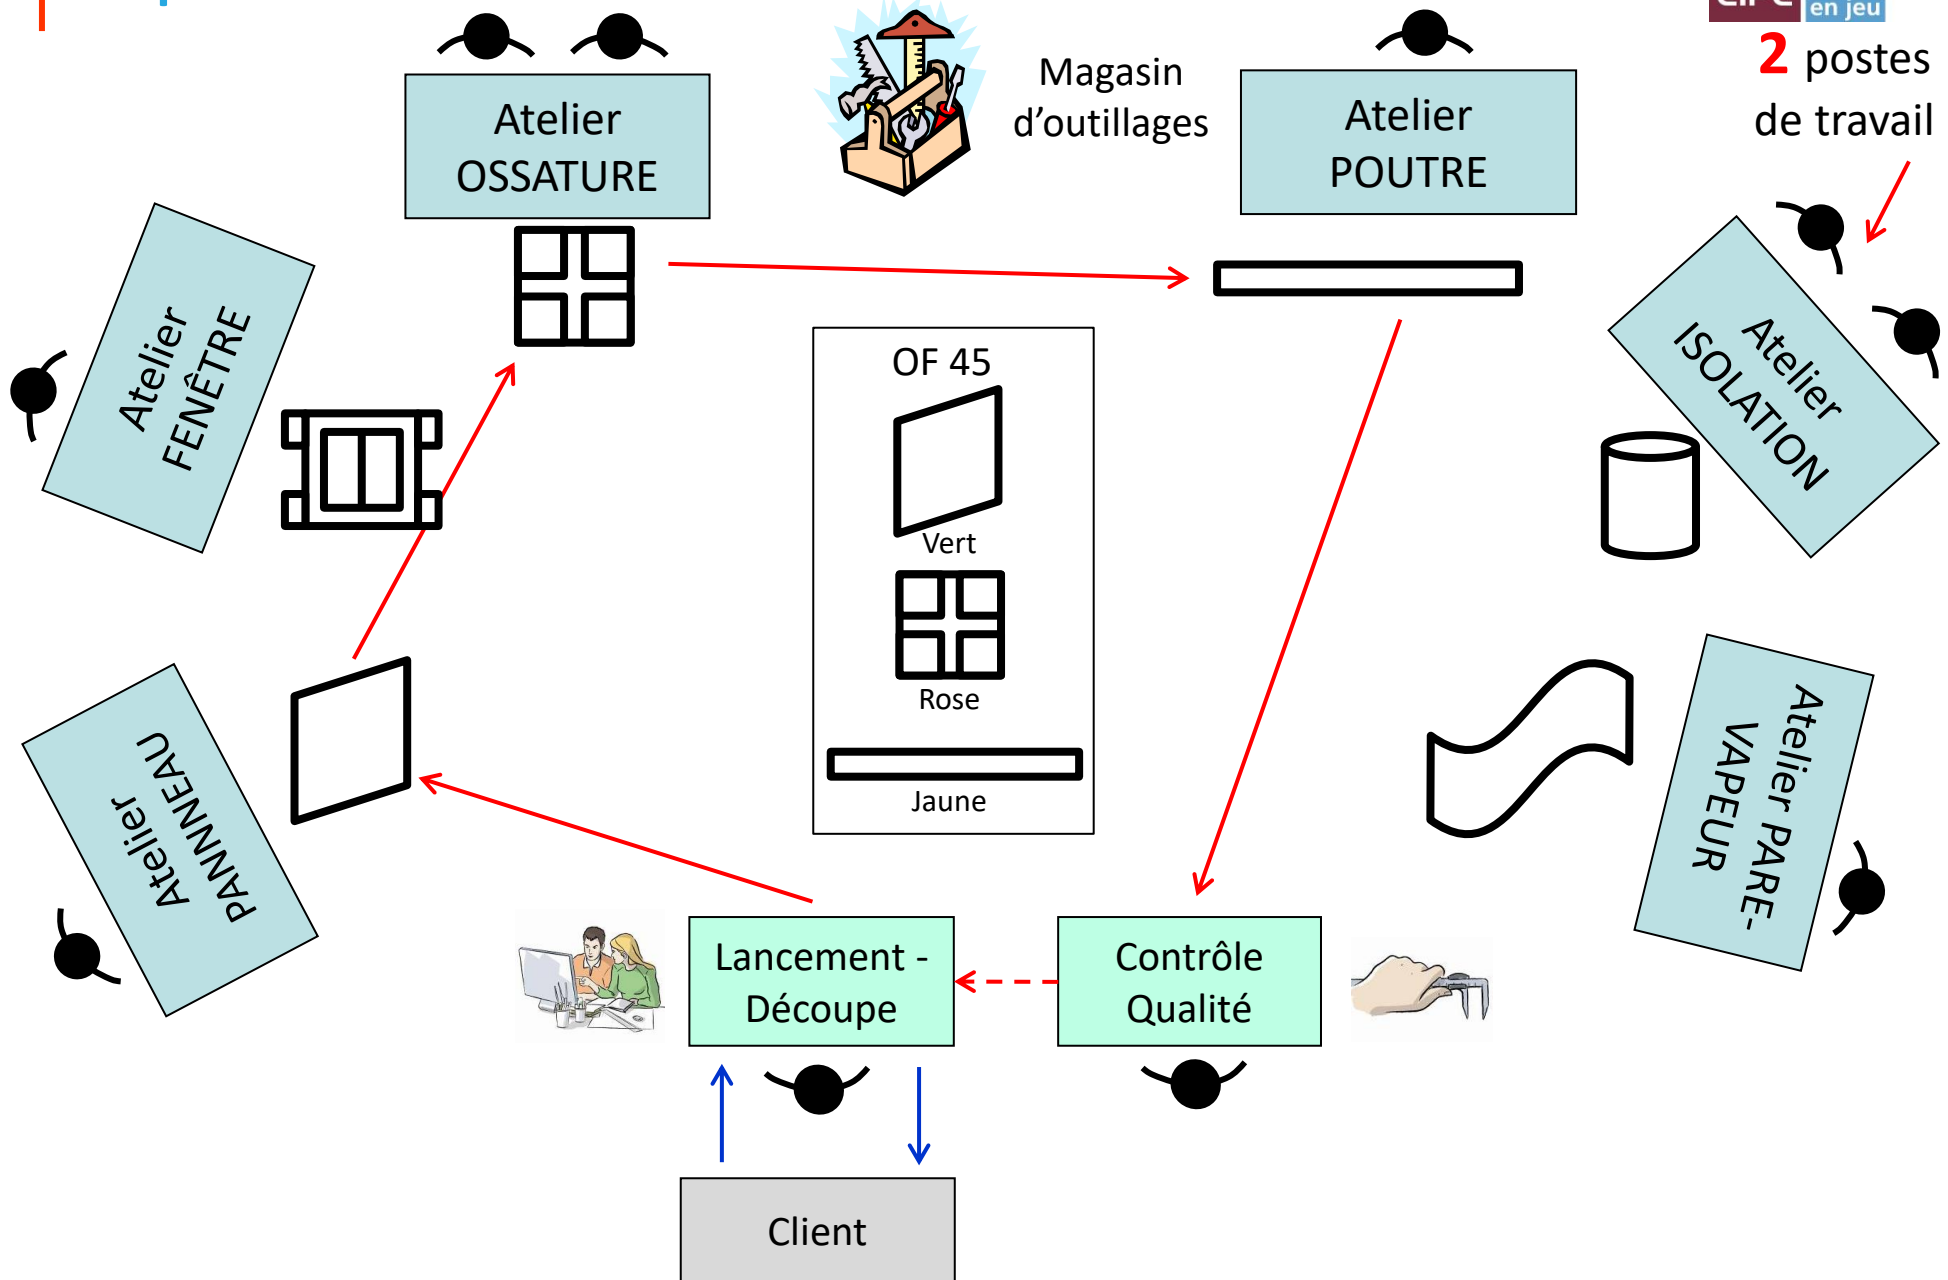 en jeu
2 postes
de travail
Magasin
d’outillages
Atelier
OSSATURE
Atelier
POUTRE
Atelier
FENÊTRE
Atelier
ISOLATION
OF 45
Vert
Rose
Jaune
Atelier
PANNEAU
Atelier PARE-
VAPEUR
Lancement -
Découpe
Contrôle
Qualité
Client